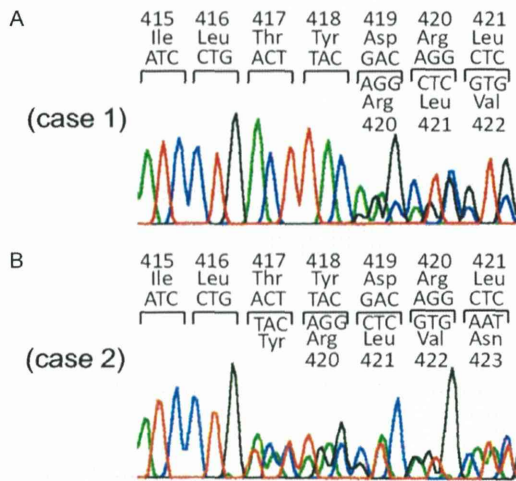 A
415 416 417 418 419 420 421
Ile Leu Thr Tyr Asp Arg Leu
ATC CTG ACT TAC GAC AGG CTC
AGG CTC GTG
Arg Leu Val
420 421 422
(case 1)
B
415 416 417 418 419 420 421
Ile Leu Thr Tyr Asp Arg Leu
ATC CTG ACT TAC GAC AGG CTC
TAC AGG CTC GTG AAT
Tyr Arg Leu Val Asn
420 421 422 423
(case 2)